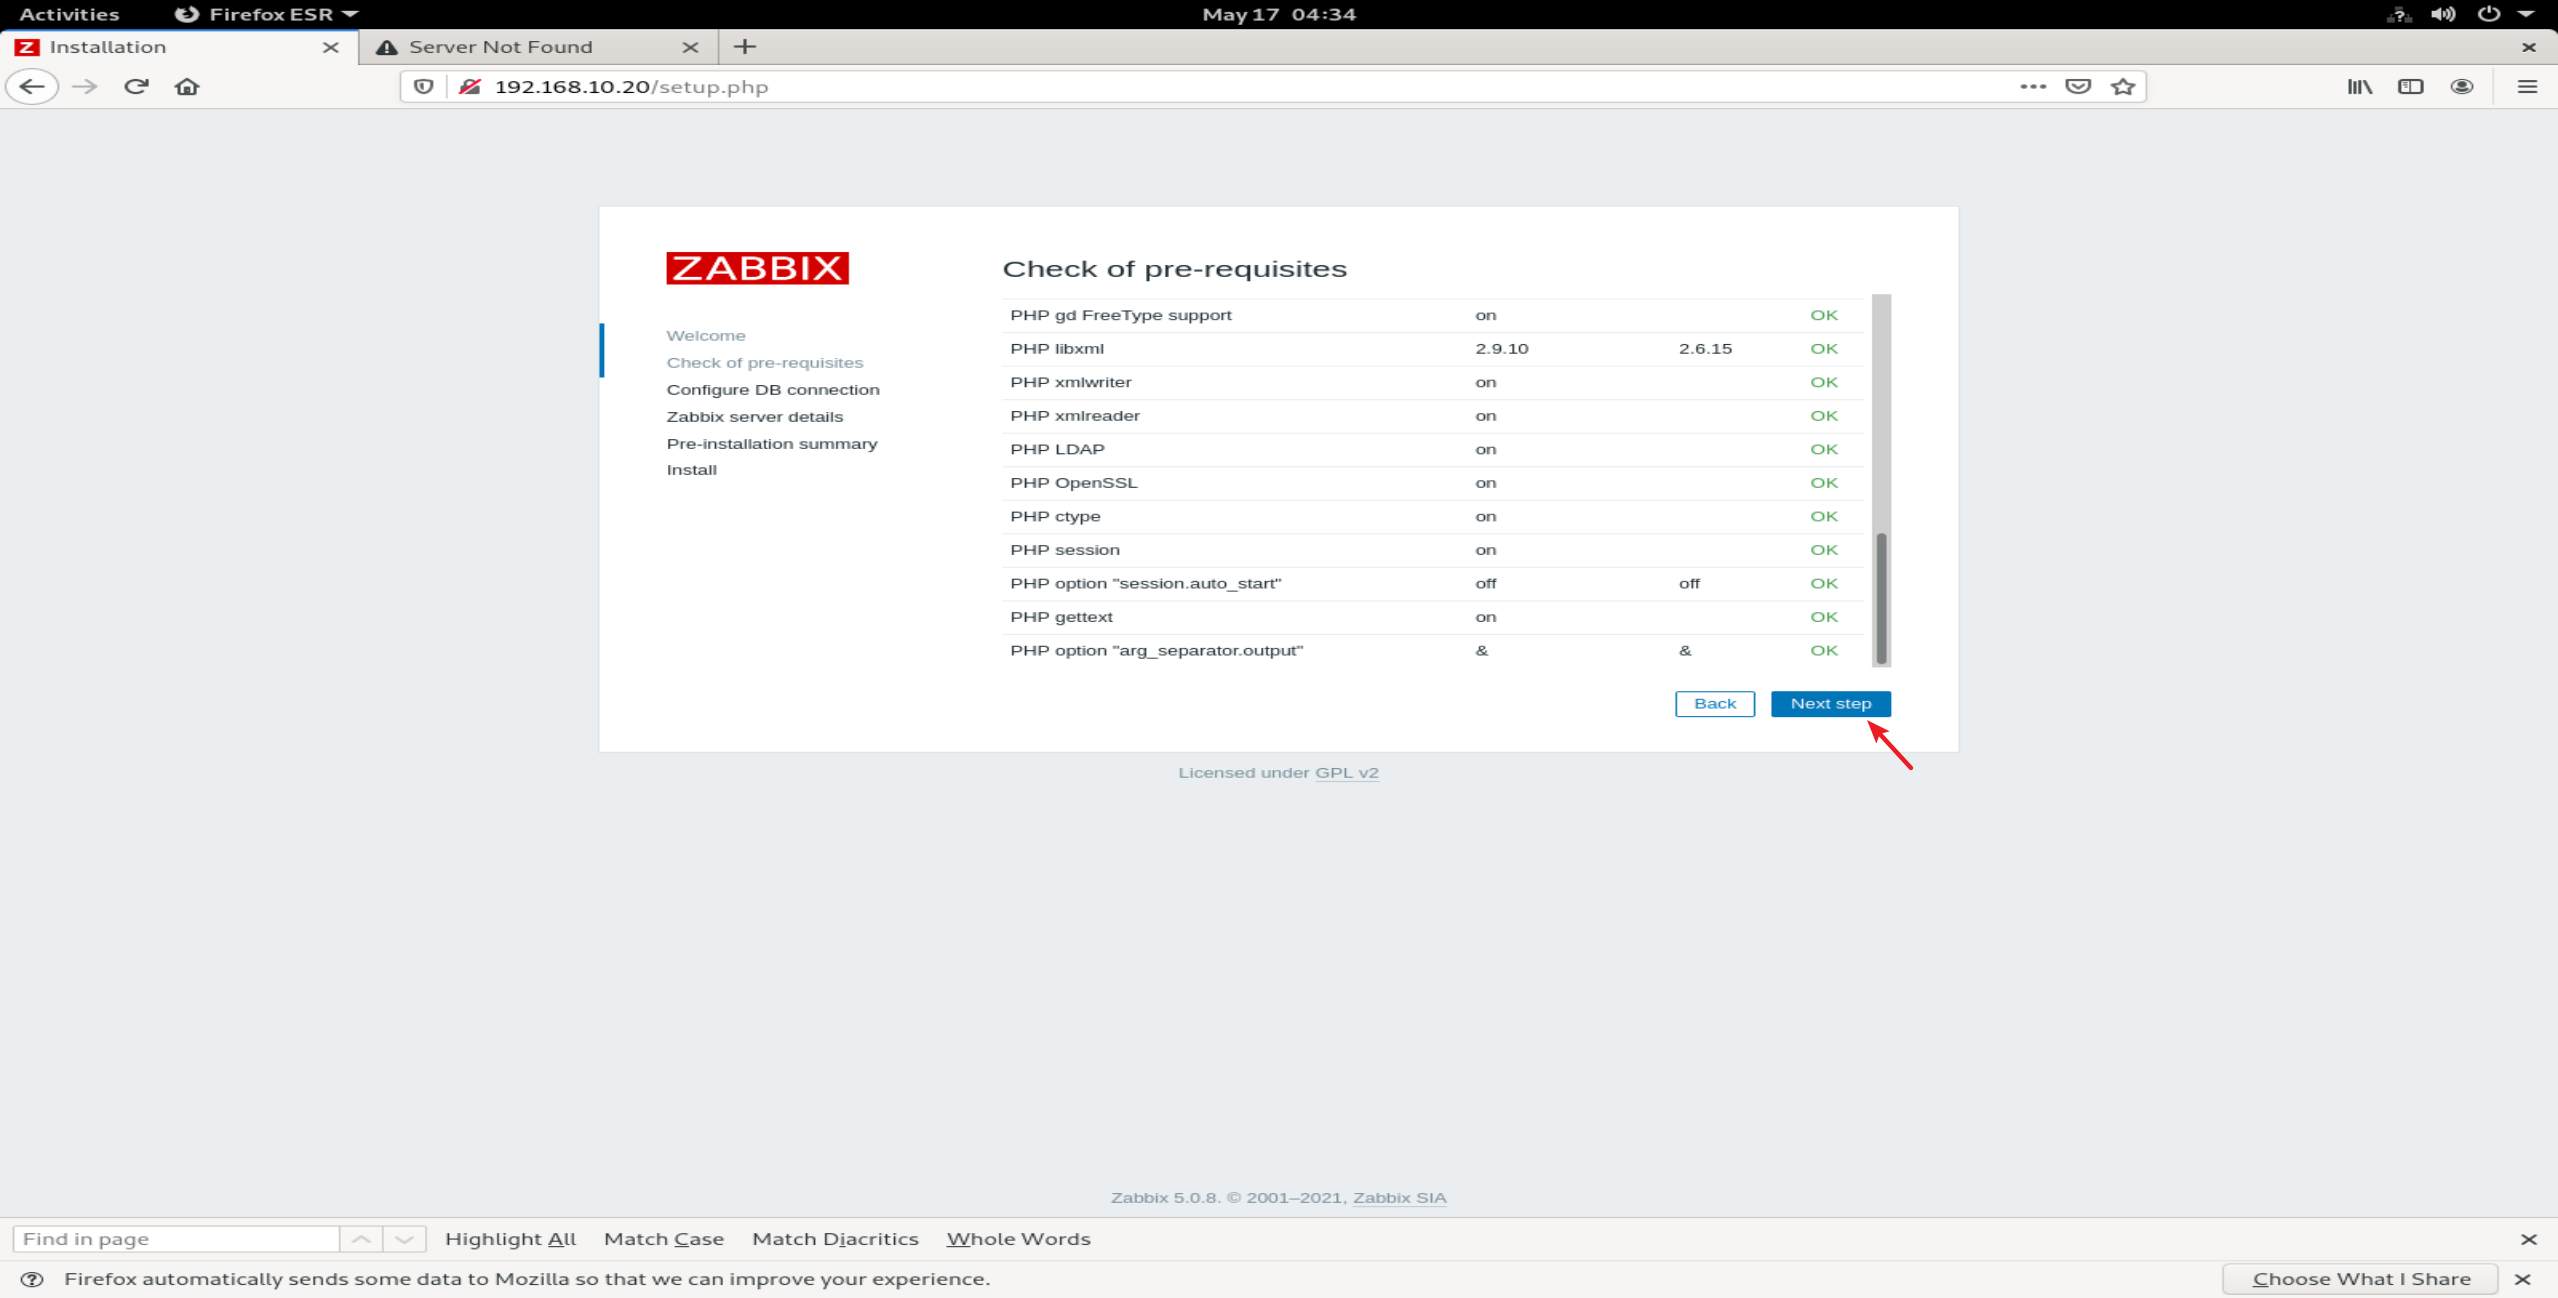 Activities Firefox ESR May 17 04:34
Installation Server Not Found
192.168.10.20/setup.php
ZABBIX
Welcome
Check of pre-requisites
Configure DB connection
Zabbix server details
Pre-installation summary
Install
Check of pre-requisites
PHP gd FreeType support on OK
PHP libxml 2.9.10 2.6.15 OK
PHP xmlwriter on OK
PHP xmlreader on OK
PHP LDAP on OK
PHP OpenSSL on OK
PHP ctype on OK
PHP session on OK
PHP option "session.auto_start" off off OK
PHP gettext on OK
PHP option "arg_separator.output" & & OK
Back Next step
Licensed under GPL v2
Zabbix 5.0.8. © 2001–2021, Zabbix SIA
Find in page Highlight All Match Case Match Diacritics Whole Words
Firefox automatically sends some data to Mozilla so that we can improve your experience. Choose What I Share